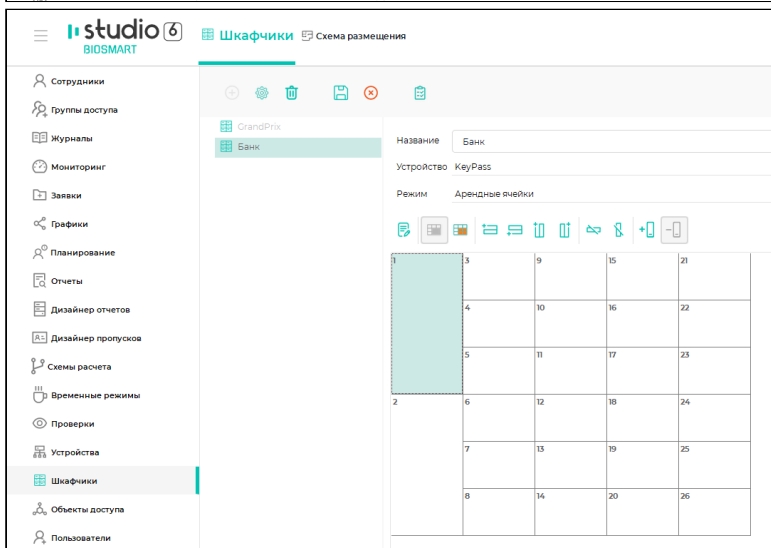 studio 6
BIOSMART
Шкафчики
Схема размещения
Сотрудники
Группы доступа
Журналы
Мониторинг
Заявки
Графики
Планирование
Отчеты
Дизайнер отчетов
Дизайнер пропусков
Схемы расчета
Временные режимы
Проверки
Устройства
Шкафчики
Объекты доступа
Пользователи
GrandPrix
Банк
Название Банк
Устройство KeyPass
Режим Арендные ячейки
1 3 9 15 21
4 10 16 22
5 11 17 23
2 6 12 18 24
7 13 19 25
8 14 20 26